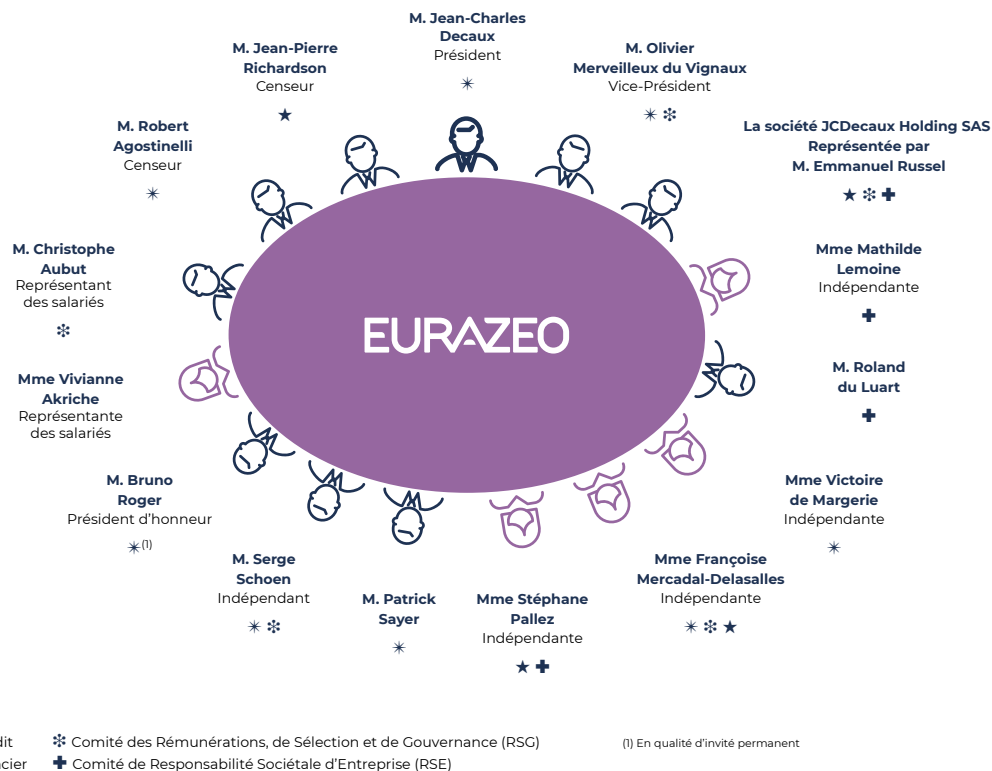 M. Jean-Charles
Decaux
Président
✴
M. Jean-Pierre
Richardson
Censeur
★
M. Olivier
Merveilleux du Vignaux
Vice-Président
✴ ❇
M. Robert
Agostinelli
Censeur
✴
La société JCDecaux Holding SAS
Représentée par
M. Emmanuel Russel
★ ❇ ✚
M. Christophe
Aubut
Représentant
des salariés
❇
Mme Mathilde
Lemoine
Indépendante
✚
EURAZEO
Mme Vivianne
Akriche
Représentante
des salariés
M. Roland
du Luart
✚
M. Bruno
Roger
Président d’honneur
✴(1)
Mme Victoire
de Margerie
Indépendante
✴
M. Serge
Schoen
Indépendant
✴ ❇
M. Patrick
Sayer
✴
Mme Stéphane
Pallez
Indépendante
★ ✚
Mme Françoise
Mercadal-Delasalles
Indépendante
✴ ❇ ★
dit
❇ Comité des Rémunérations, de Sélection et de Gouvernance (RSG)
(1) En qualité d’invité permanent
ncier
✚ Comité de Responsabilité Sociétale d’Entreprise (RSE)